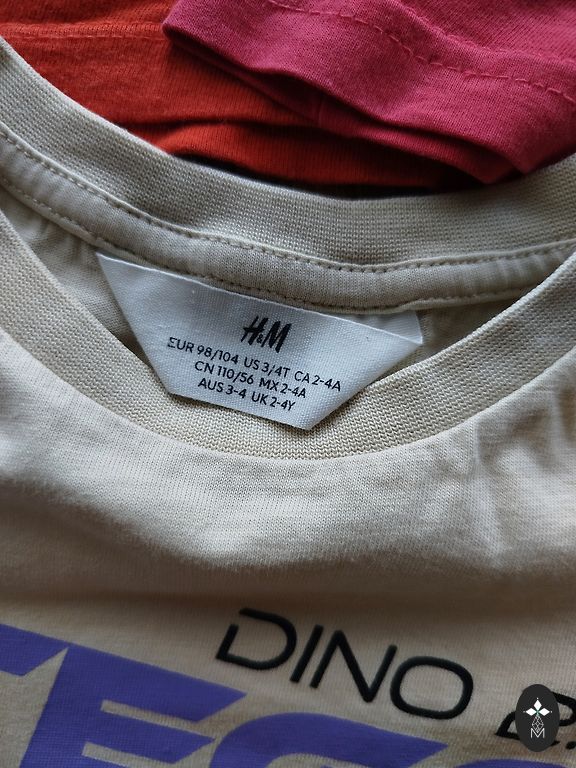 H&M
EUR 98/104 US 3/4T CA 2-4A
CN 110/56 MX 2-4A
AUS 3-4 UK 2-4Y
DINO
M